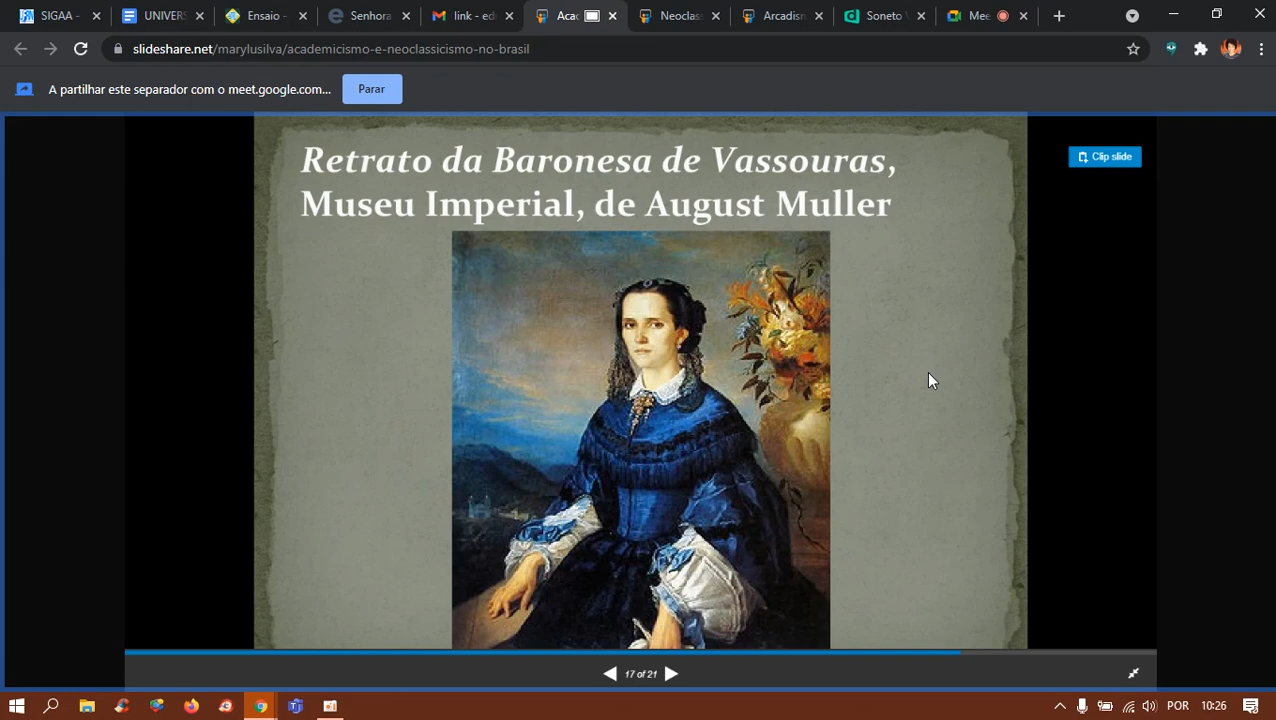 SIGAA -
UNIVERS
Ensaio -
Senhora
link - ed
Aca
Neoclass
Arcadism
Soneto V
Mee
slideshare.net/marylusilva/academicismo-e-neoclassicismo-no-brasil
A partilhar este separador com o meet.google.com...
Parar
Retrato da Baronesa de Vassouras,
Museu Imperial, de August Muller
Clip slide
17 of 21
POR
10:26